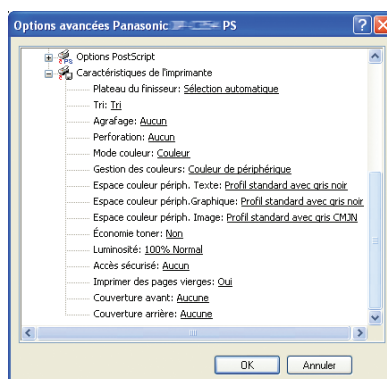 Options avancées Panasonic PS
Options PostScript
Caractéristiques de l'imprimante
Plateau du finisseur: Sélection automatique
Tri: Tri
Agrafage: Aucun
Perforation: Aucun
Mode couleur: Couleur
Gestion des couleurs: Couleur de périphérique
Espace couleur périph. Texte: Profil standard avec gris noir
Espace couleur périph.Graphique: Profil standard avec gris noir
Espace couleur périph. Image: Profil standard avec gris CMJN
Économie toner: Non
Luminosité: 100% Normal
Accès sécurisé: Aucun
Imprimer des pages vierges: Oui
Couverture avant: Aucune
Couverture arrière: Aucune
OK Annuler